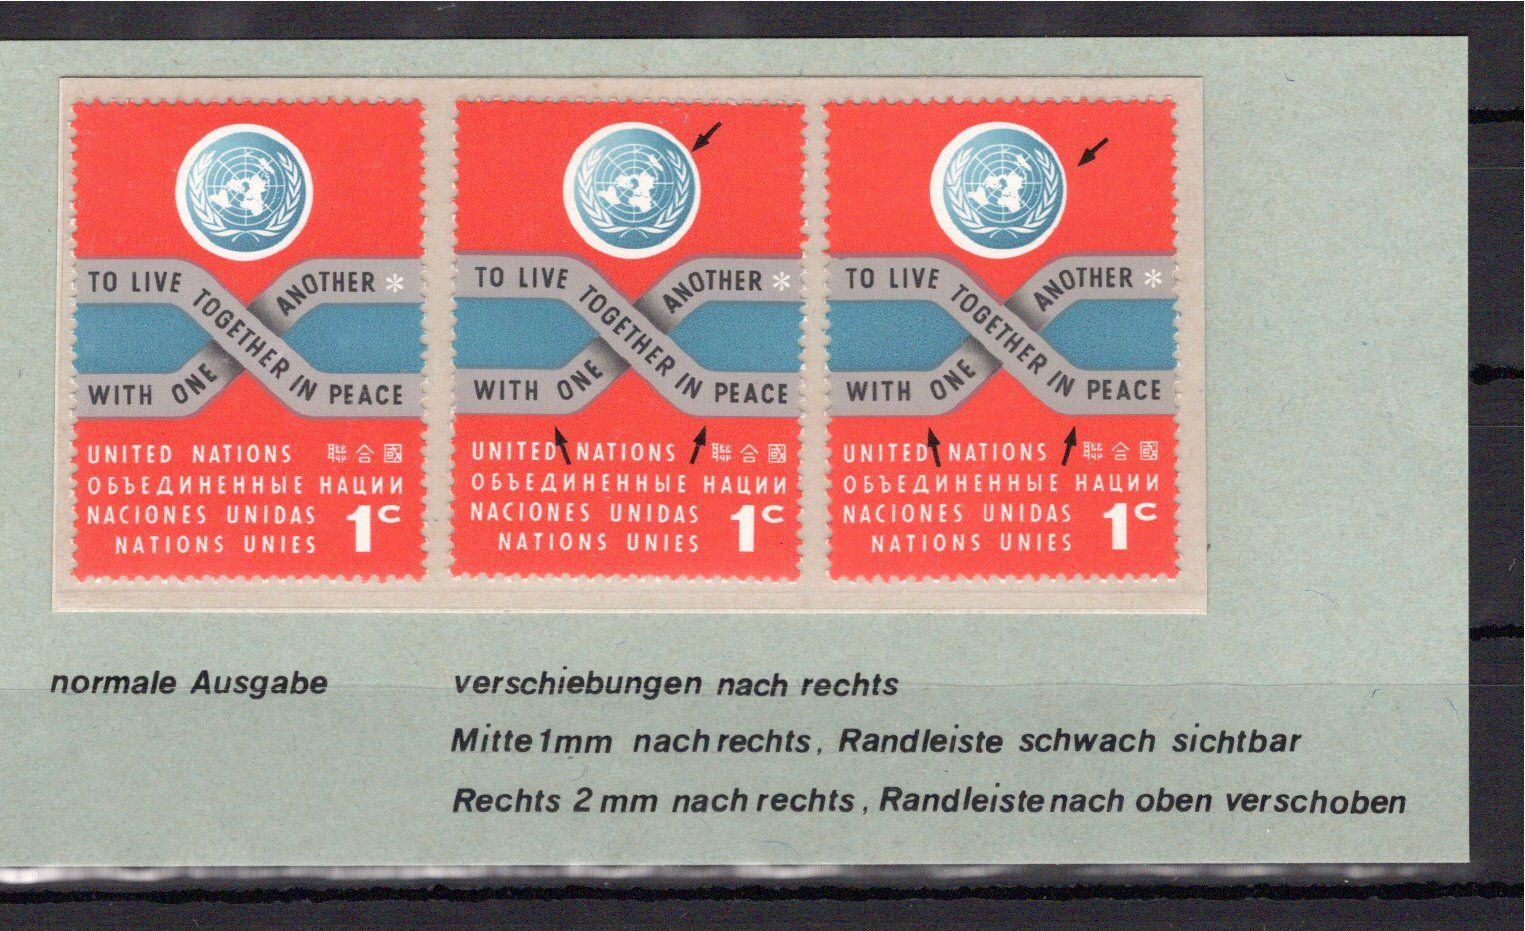 TO LIVE TOGETHER IN PEACE
WITH ONE ANOTHER *
UNITED NATIONS 聯合國
ОБЪЕДИНЕННЫЕ НАЦИИ
NACIONES UNIDAS
NATIONS UNIES 1c
TO LIVE TOGETHER IN PEACE
WITH ONE ANOTHER *
UNITED NATIONS 聯合國
ОБЪЕДИНЕННЫЕ НАЦИИ
NACIONES UNIDAS
NATIONS UNIES 1c
TO LIVE TOGETHER IN PEACE
WITH ONE ANOTHER *
UNITED NATIONS 聯合國
ОБЪЕДИНЕННЫЕ НАЦИИ
NACIONES UNIDAS
NATIONS UNIES 1c
normale Ausgabe
verschiebungen nach rechts
Mitte 1mm nach rechts, Randleiste schwach sichtbar
Rechts 2 mm nach rechts, Randleiste nach oben verschoben